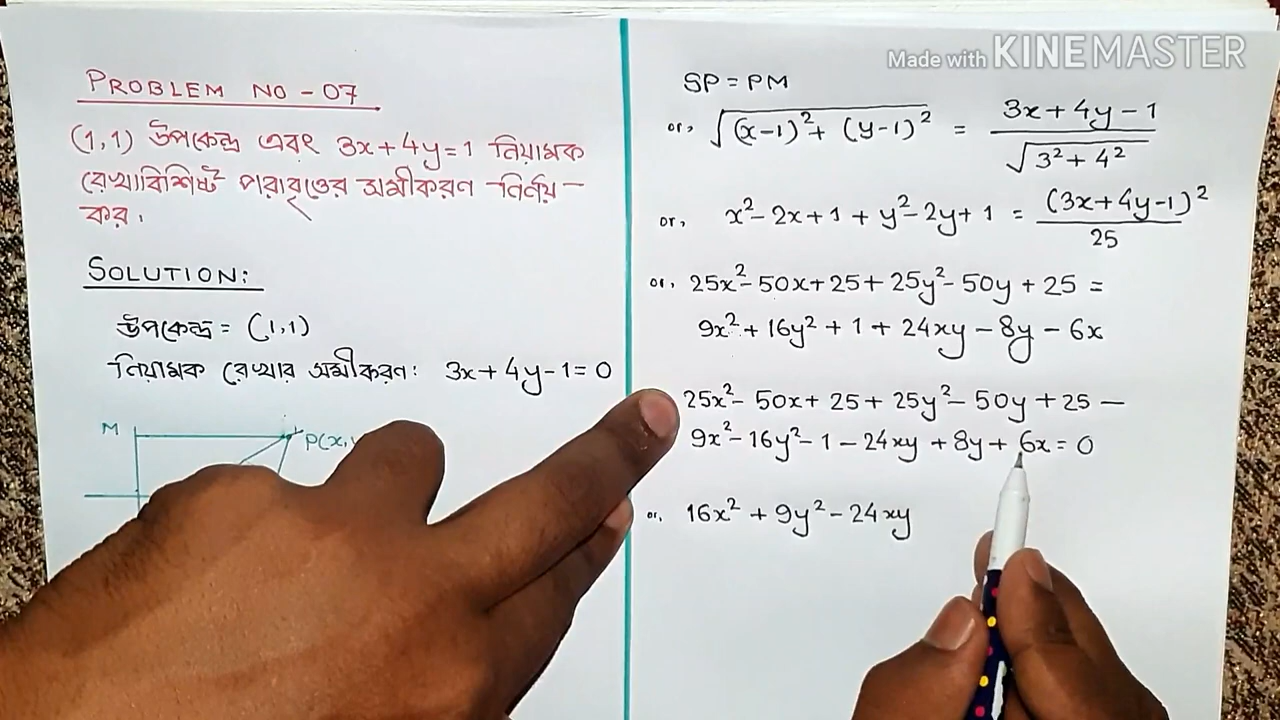 PROBLEM NO - 07
(1,1) উপকেন্দ্র এবং 3x+4y=1 নিয়ামক
রেখাবিশিষ্ট পরাবৃত্তের সমীকরণ নির্ণয়
কর।
SOLUTION:
উপকেন্দ্র = (1,1)
নিয়ামক রেখার সমীকরণ: 3x+4y-1=0
M
P(x,
Made with KINEMASTER
SP = PM
or, √((x-1)²+(y-1)²) = (3x+4y-1)/√(3²+4²)
or, x²-2x+1+y²-2y+1 = (3x+4y-1)²/25
or, 25x²-50x+25+25y²-50y+25 =
9x²+16y²+1+24xy-8y-6x
25x²-50x+25+25y²-50y+25-
9x²-16y²-1-24xy+8y+6x=0
or, 16x²+9y²-24xy